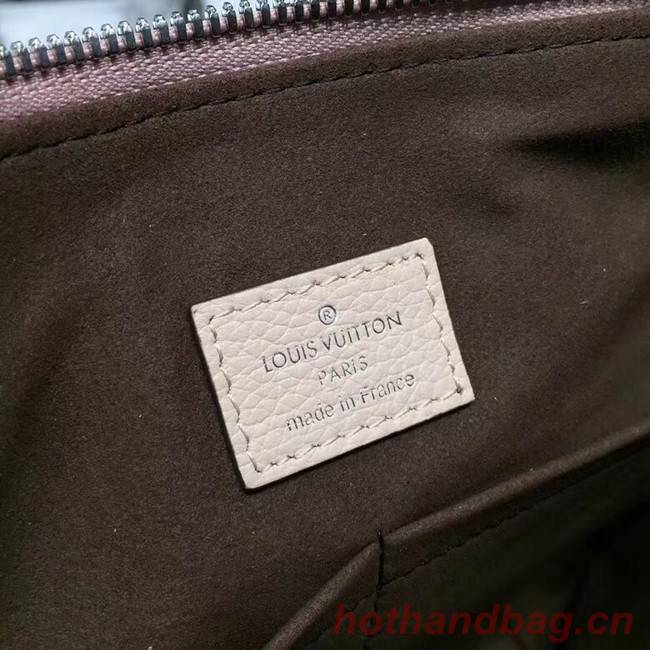 ®
LOUIS VUITTON
PARIS
made in France
hothandbag.cn